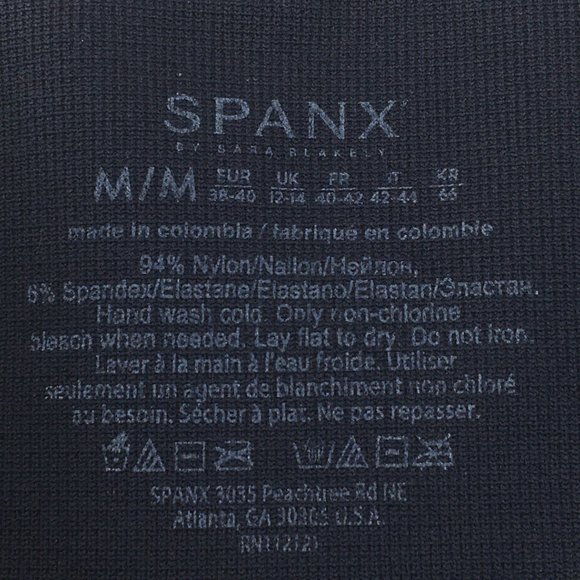 SPANX
BY SARA BLAKELY
M/M EUR 38-40 UK 12-14 FR 40-42 IT 42-44 KR 66
made in colombia / fabriqué en colombie
94% Nylon/Nailon/Нейлон,
6% Spandex/Elastane/Elastano/Elastan/Эластан.
Hand wash cold. Only non-chlorine
bleach when needed. Lay flat to dry. Do not iron.
Laver à la main à l'eau froide. Utiliser
seulement un agent de blanchiment non chloré
au besoin. Sécher à plat. Ne pas repasser.
SPANX 3035 Peachtree Rd NE
Atlanta, GA 30305 U.S.A.